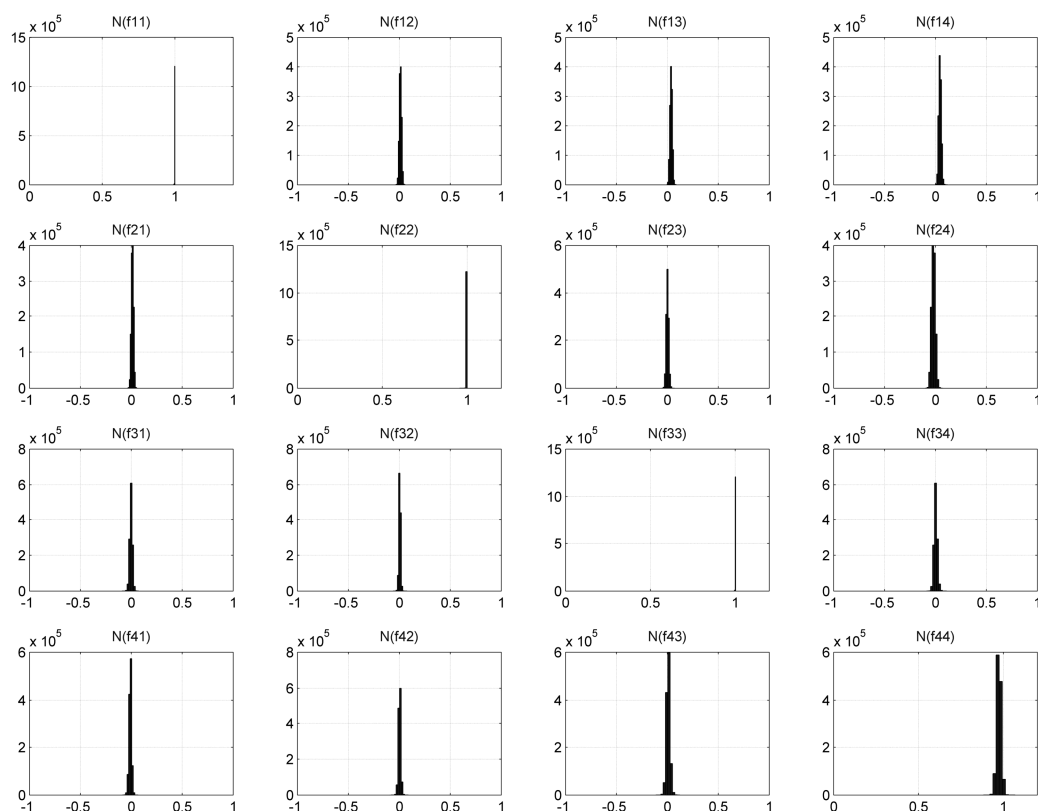 N(f11) N(f12) N(f13) N(f14)
x 10^5 x 10^5 x 10^5 x 10^5
15 5 5 5
4 4 4
10 3 3 3
5 2 2 2
1 1 1
0 0 0 0
0 0.5 1 -1 -0.5 0 0.5 1 -1 -0.5 0 0.5 1 -1 -0.5 0 0.5 1
N(f21) N(f22) N(f23) N(f24)
x 10^5 x 10^5 x 10^5 x 10^5
4 15 6 4
3 10 4 3
2 2
1 5 2 1
0 0 0 0
-1 -0.5 0 0.5 1 0 0.5 1 -1 -0.5 0 0.5 1 -1 -0.5 0 0.5 1
N(f31) N(f32) N(f33) N(f34)
x 10^5 x 10^5 x 10^5 x 10^5
8 8 15 8
6 6 10 6
4 4 4
2 2 5 2
0 0 0 0
-1 -0.5 0 0.5 1 -1 -0.5 0 0.5 1 0 0.5 1 -1 -0.5 0 0.5 1
N(f41) N(f42) N(f43) N(f44)
x 10^5 x 10^5 x 10^5 x 10^5
6 8 6 6
4 6 4 4
4
2 2 2 2
0 0 0 0
-1 -0.5 0 0.5 1 -1 -0.5 0 0.5 1 -1 -0.5 0 0.5 1 0 0.5 1